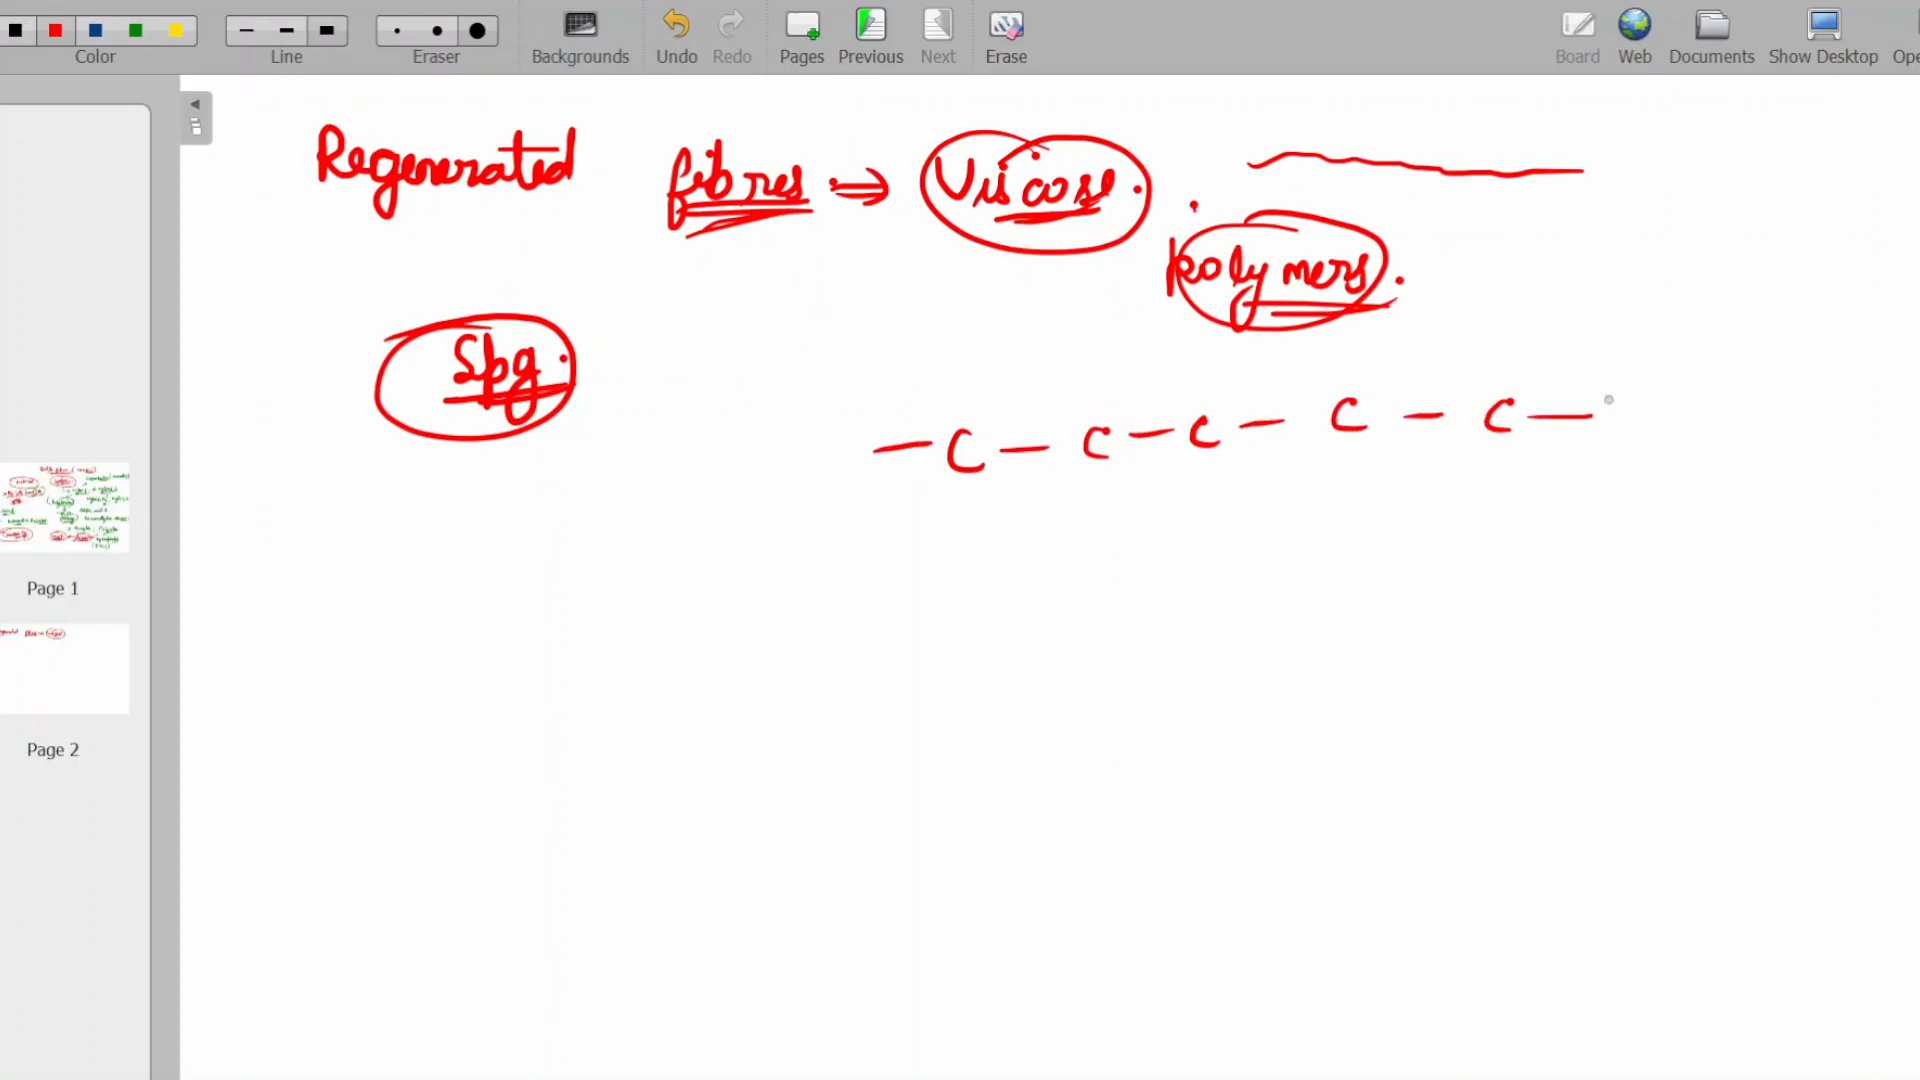 Color
Line
Eraser
Backgrounds
Undo
Redo
Pages
Previous
Next
Erase
Board
Web
Documents
Show Desktop
Ope
Regenerated fibres ⇒ Viscose.
Polymers.
Spg.
— C — C — C — C — C —
Page 1
Page 2